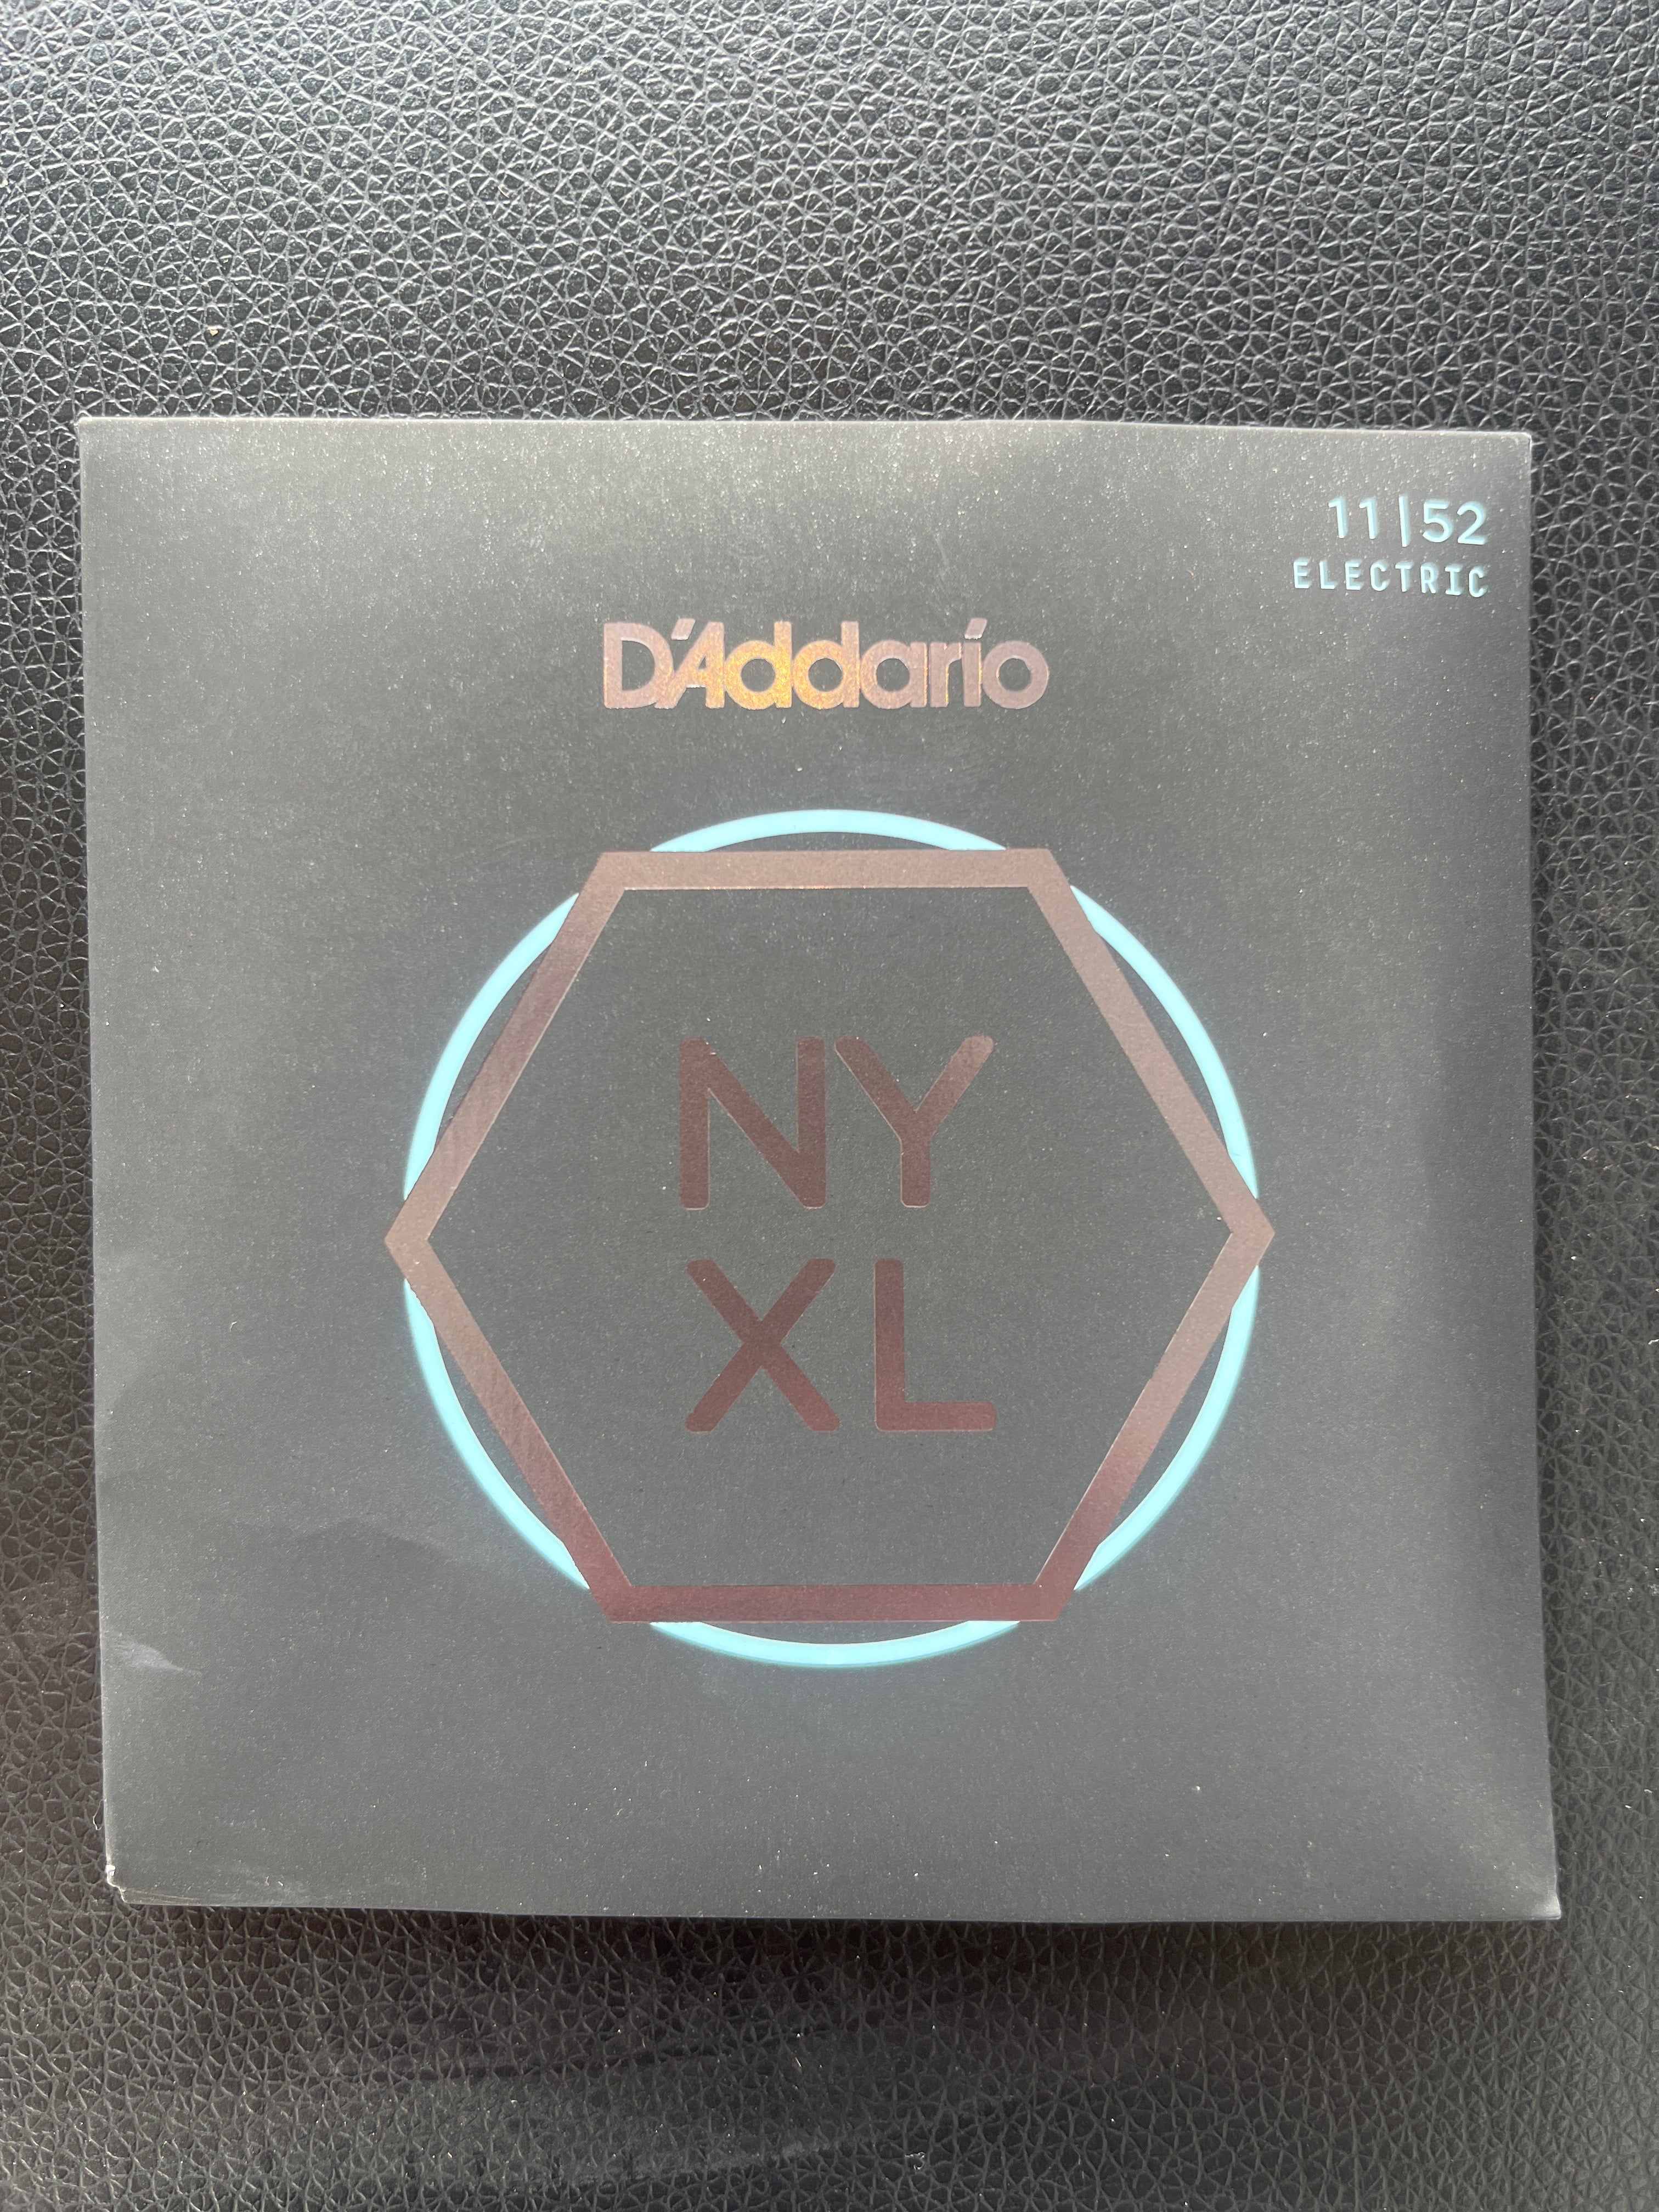 11|52
ELECTRIC
D'Addario
NY
XL